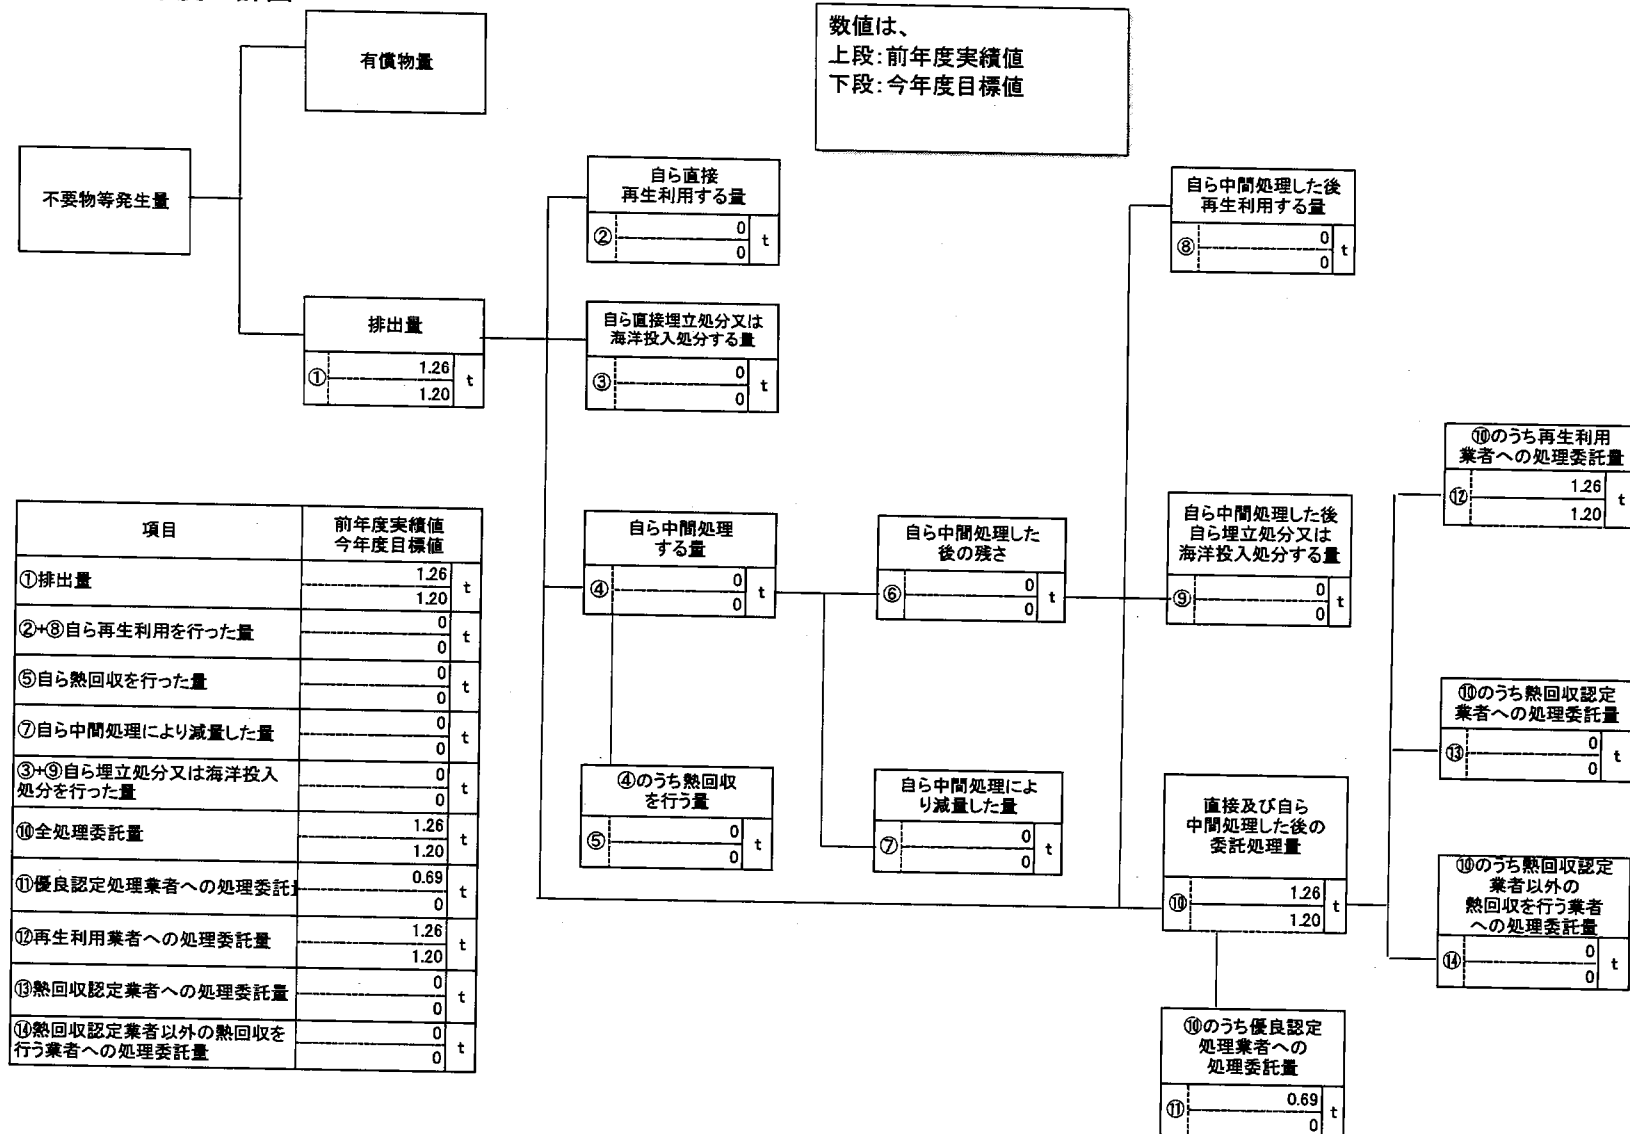 有償物量
数値は、
上段:前年度実績値
下段:今年度目標値
不要物等発生量
自ら直接
再生利用する量
② 0 t
0
自ら中間処理した後
再生利用する量
⑧ 0 t
0
排出量
① 1.26 t
1.20
自ら直接埋立処分又は
海洋投入処分する量
③ 0 t
0
⑩のうち再生利用
業者への処理委託量
⑫ 1.26 t
1.20
自ら中間処理
する量
④ 0 t
0
自ら中間処理した
後の残さ
⑥ 0 t
0
自ら中間処理した後
自ら埋立処分又は
海洋投入処分する量
⑨ 0 t
0
⑩のうち熱回収認定
業者への処理委託量
⑬ 0 t
0
④のうち熱回収
を行う量
⑤ 0 t
0
自ら中間処理によ
り減量した量
⑦ 0 t
0
直接及び自ら
中間処理した後の
委託処理量
⑩ 1.26 t
1.20
⑩のうち熱回収認定
業者以外の
熱回収を行う業者
への処理委託量
⑭ 0 t
0
⑩のうち優良認定
処理業者への
処理委託量
⑪ 0.69 t
0
項目 前年度実績値
今年度目標値
①排出量 1.26 t
1.20
②+⑧自ら再生利用を行った量 0 t
0
⑤自ら熱回収を行った量 0 t
0
⑦自ら中間処理により減量した量 0 t
0
③+⑨自ら埋立処分又は海洋投入
処分を行った量 0 t
0
⑩全処理委託量 1.26 t
1.20
⑪優良認定処理業者への処理委託 0.69 t
0
⑫再生利用業者への処理委託量 1.26 t
1.20
⑬熱回収認定業者への処理委託量 0 t
0
⑭熱回収認定業者以外の熱回収を
行う業者への処理委託量 0 t
0